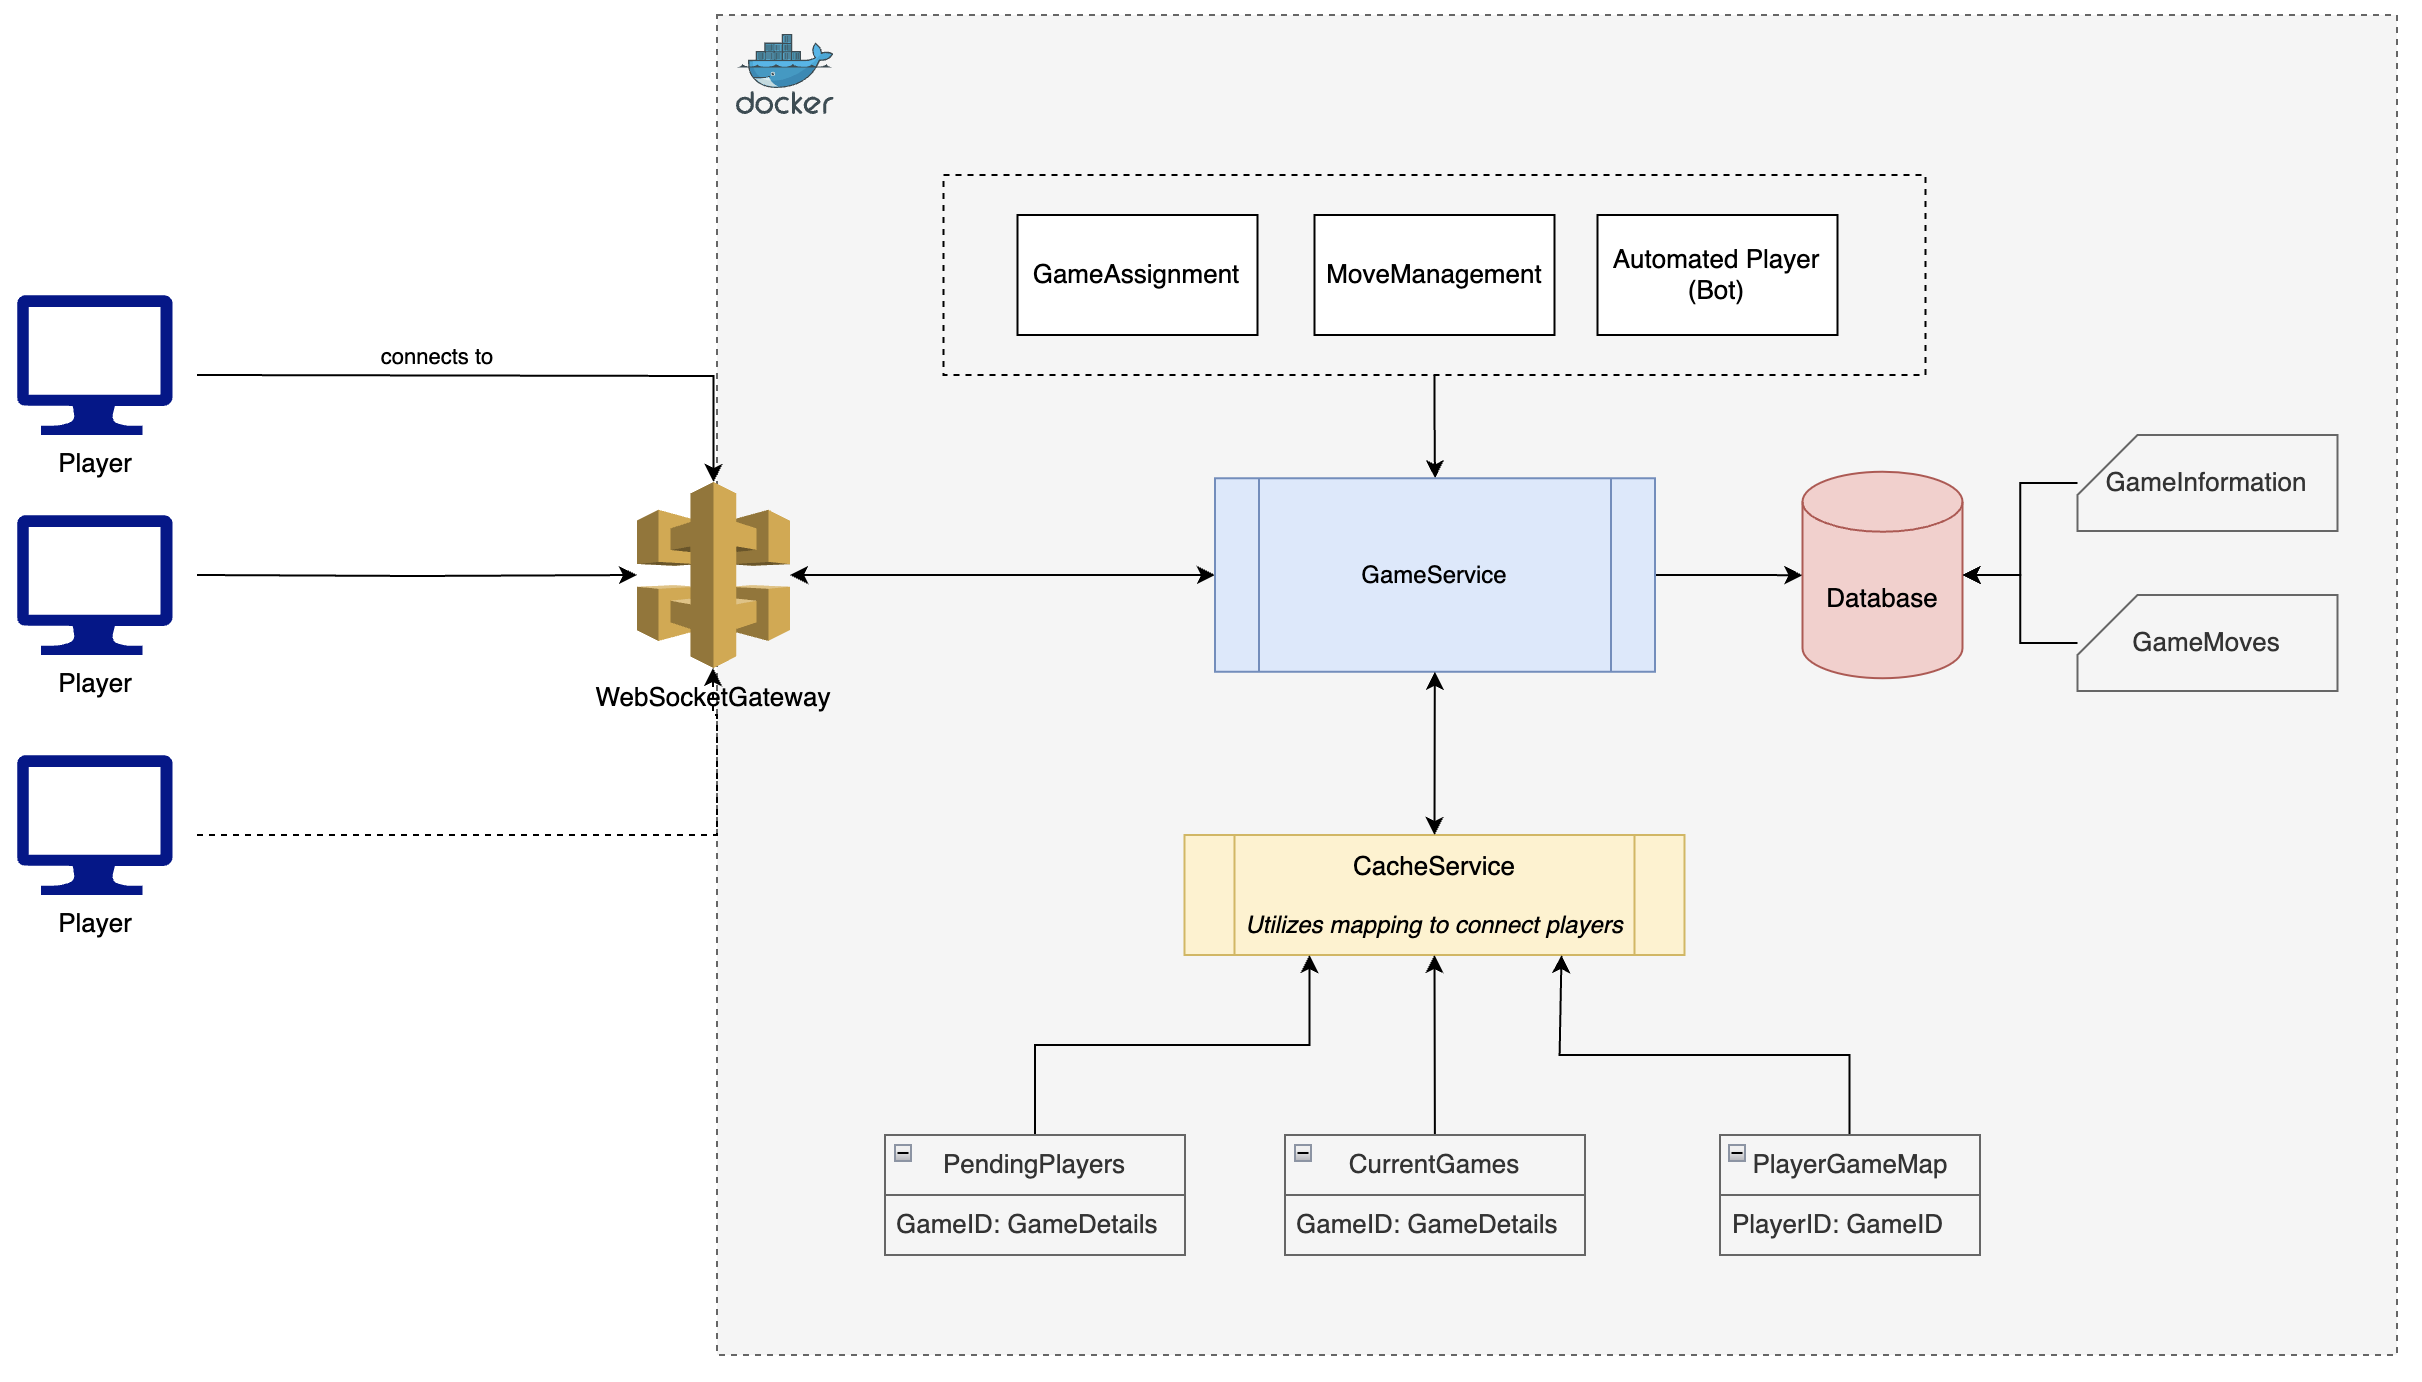 docker
GameAssignment
MoveManagement
Automated Player
(Bot)
connects to
Player
Player
Player
WebSocketGateway
GameService
Database
GameInformation
GameMoves
CacheService
Utilizes mapping to connect players
PendingPlayers
GameID: GameDetails
CurrentGames
GameID: GameDetails
PlayerGameMap
PlayerID: GameID